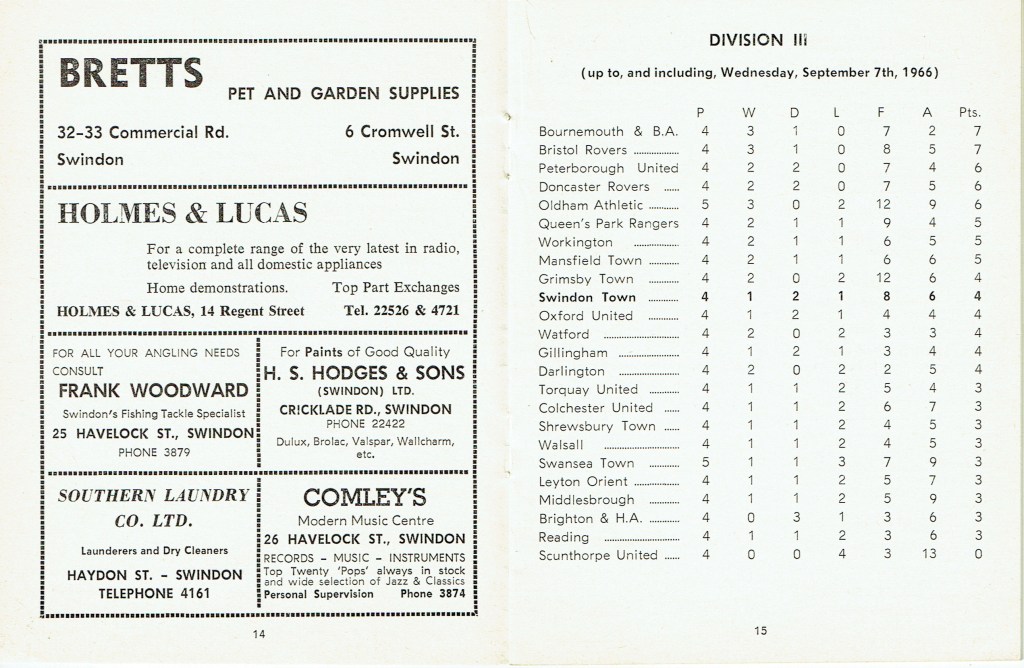 BRETTS
PET AND GARDEN SUPPLIES
32-33 Commercial Rd. 6 Cromwell St.
Swindon Swindon
HOLMES & LUCAS
For a complete range of the very latest in radio,
television and all domestic appliances
Home demonstrations. Top Part Exchanges
HOLMES & LUCAS, 14 Regent Street Tel. 22526 & 4721
FOR ALL YOUR ANGLING NEEDS
CONSULT
FRANK WOODWARD
Swindon's Fishing Tackle Specialist
25 HAVELOCK ST., SWINDON
PHONE 3879
For Paints of Good Quality
H. S. HODGES & SONS
(SWINDON) LTD.
CRICKLADE RD., SWINDON
PHONE 22422
Dulux, Brolac, Valspar, Wallcharm,
etc.
SOUTHERN LAUNDRY
CO. LTD.
Launderers and Dry Cleaners
HAYDON ST. - SWINDON
TELEPHONE 4161
COMLEY'S
Modern Music Centre
26 HAVELOCK ST., SWINDON
RECORDS - MUSIC - INSTRUMENTS
Top Twenty 'Pops' always in stock
and wide selection of Jazz & Classics
Personal Supervision Phone 3874
14
DIVISION III
(up to, and including, Wednesday, September 7th, 1966)
P W D L F A Pts.
Bournemouth & B.A. 4 3 1 0 7 2 7
Bristol Rovers ............... 4 3 1 0 8 5 7
Peterborough United 4 2 2 0 7 4 6
Doncaster Rovers ...... 4 2 2 0 7 5 6
Oldham Athletic ............ 5 3 0 2 12 9 6
Queen's Park Rangers 4 2 1 1 9 4 5
Workington ............... 4 2 1 1 6 5 5
Mansfield Town ............ 4 2 1 1 6 6 5
Grimsby Town ............ 4 2 0 2 12 6 4
Swindon Town ............ 4 1 2 1 8 6 4
Oxford United ............ 4 1 2 1 4 4 4
Watford ..................... 4 2 0 2 3 3 4
Gillingham .................. 4 1 2 1 3 4 4
Darlington .................. 4 2 0 2 2 5 4
Torquay United ............ 4 1 1 2 5 4 3
Colchester United ...... 4 1 1 2 6 7 3
Shrewsbury Town ...... 4 1 1 2 4 5 3
Walsall ..................... 4 1 1 2 4 5 3
Swansea Town ............ 5 1 1 3 7 9 3
Leyton Orient ............ 4 1 1 2 5 7 3
Middlesbrough ............ 4 1 1 2 5 9 3
Brighton & H.A. ............ 4 0 3 1 3 6 3
Reading ..................... 4 1 1 2 3 6 3
Scunthorpe United ...... 4 0 0 4 3 13 0
15